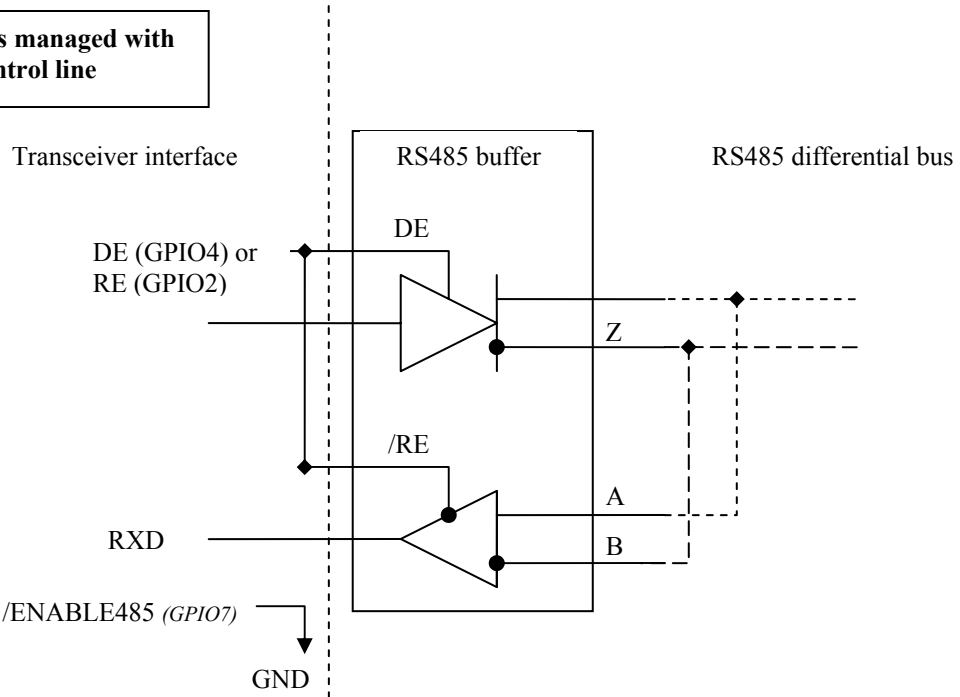 s managed with
ntrol line
Transceiver interface
RS485 buffer
RS485 differential bus
DE
DE (GPIO4) or
RE (GPIO2)
Z
/RE
A
RXD
B
/ENABLE485 (GPIO7)
GND